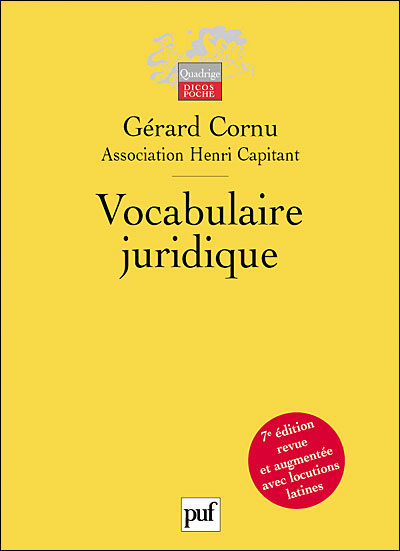 Quadrige
DICOS
POCHE
Gérard Cornu
Association Henri Capitant
Vocabulaire
juridique
7e édition
revue
et augmentée
avec locutions
latines
puf